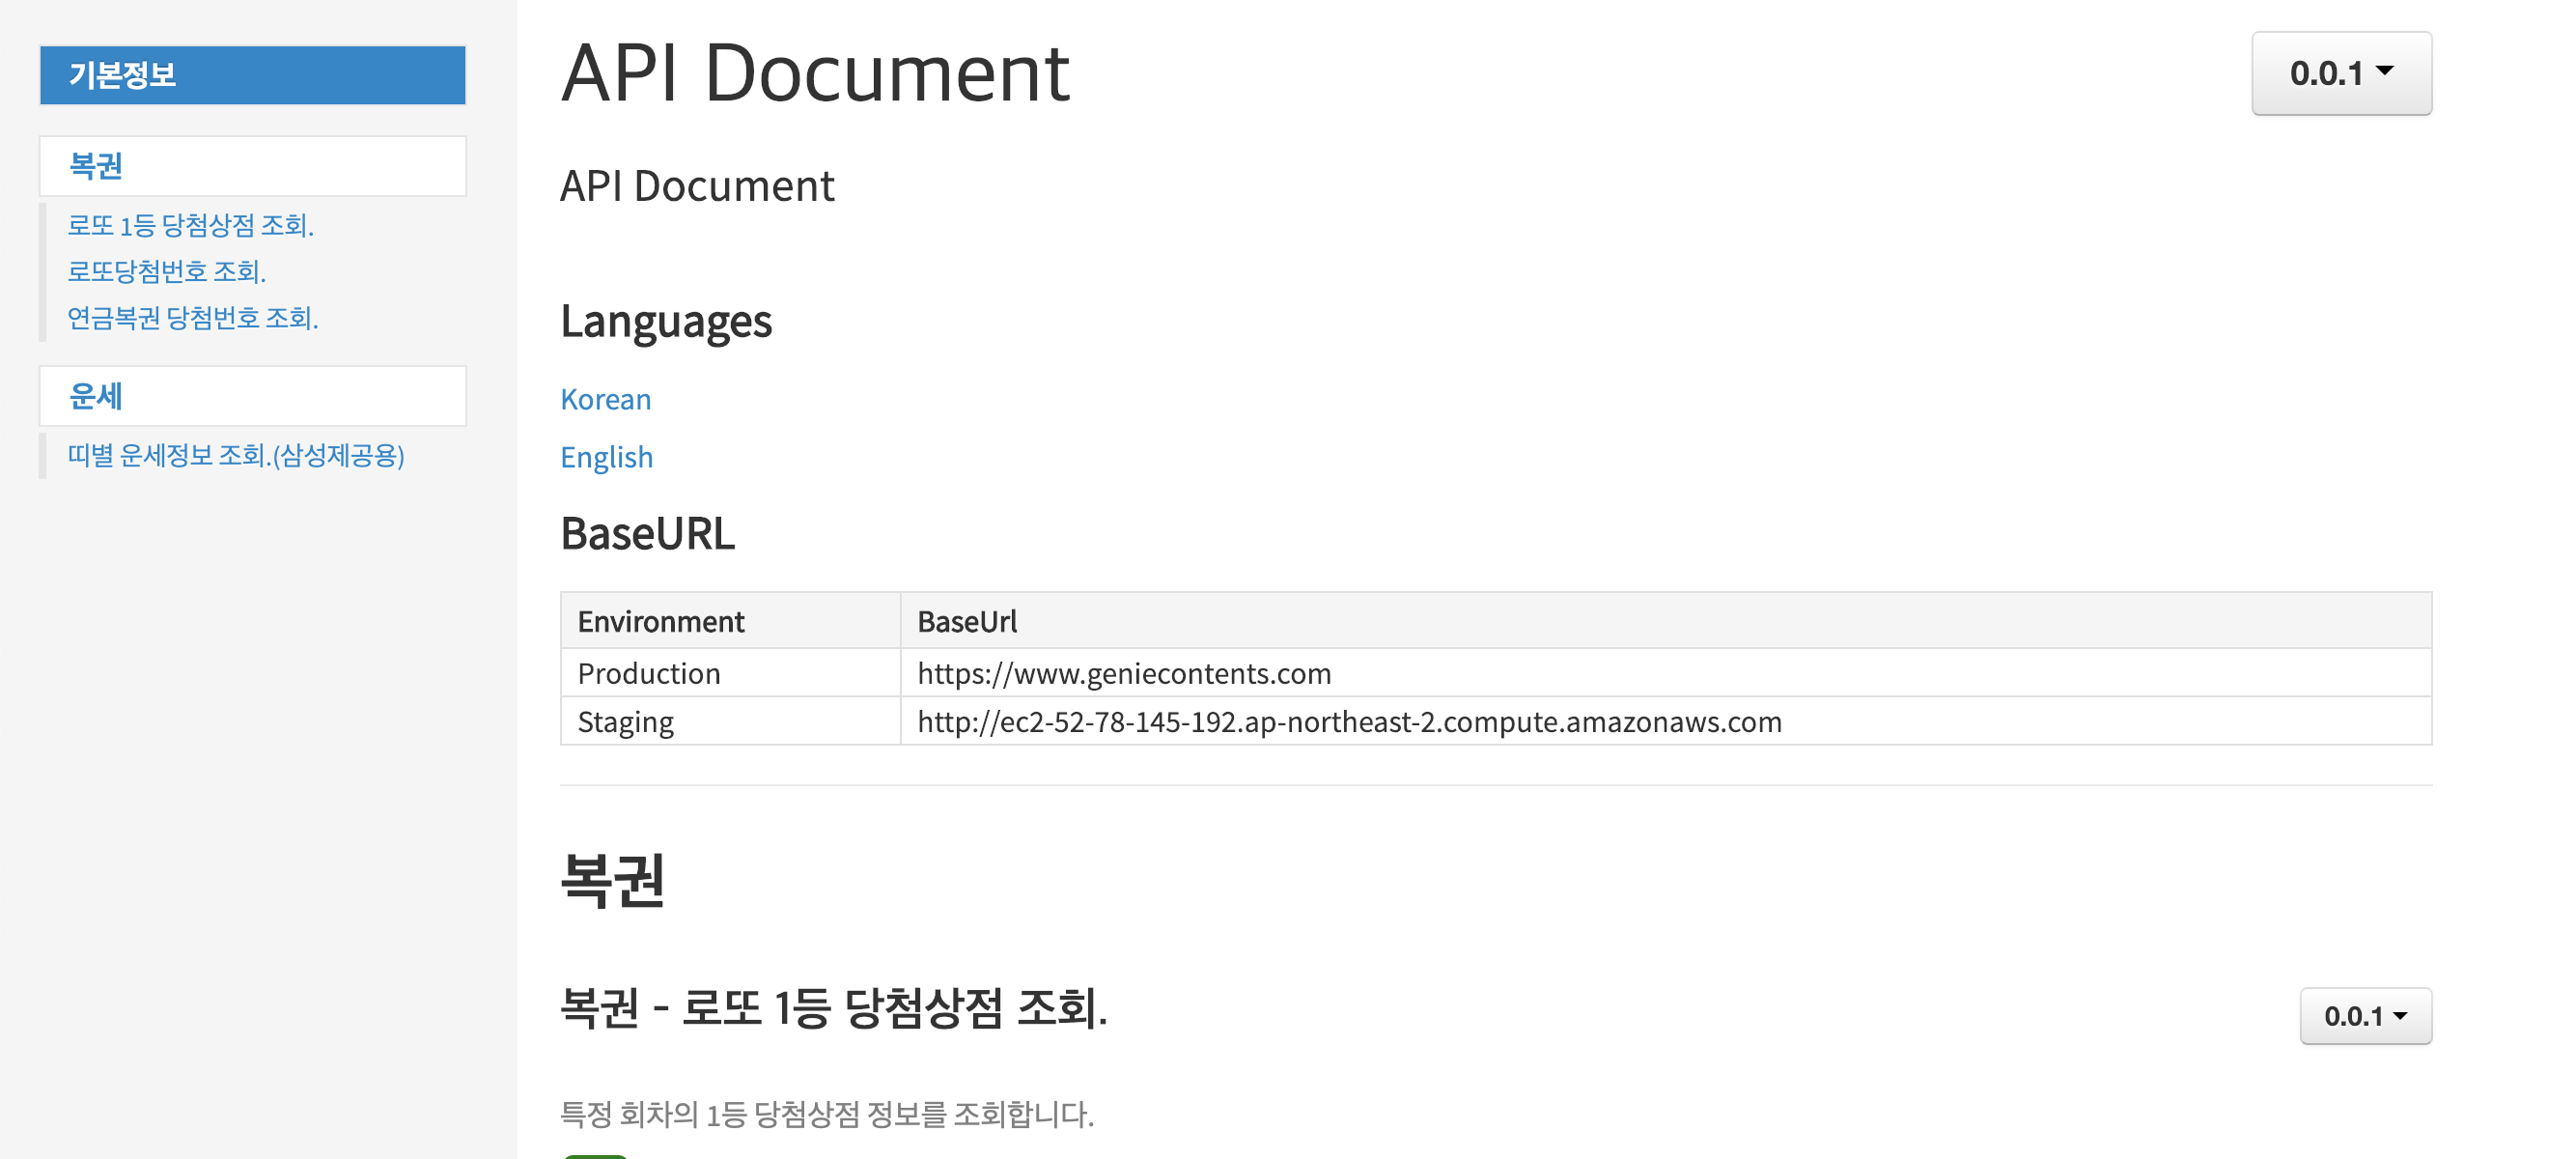 기본정보
복권
로또 1등 당첨상점 조회.
로또당첨번호 조회.
연금복권 당첨번호 조회.
운세
띠별 운세정보 조회.(삼성제공용)
API Document
0.0.1
API Document
Languages
Korean
English
BaseURL
Environment BaseUrl
Production https://www.geniecontents.com
Staging http://ec2-52-78-145-192.ap-northeast-2.compute.amazonaws.com
복권
복권 - 로또 1등 당첨상점 조회.
0.0.1
특정 회차의 1등 당첨상점 정보를 조회합니다.